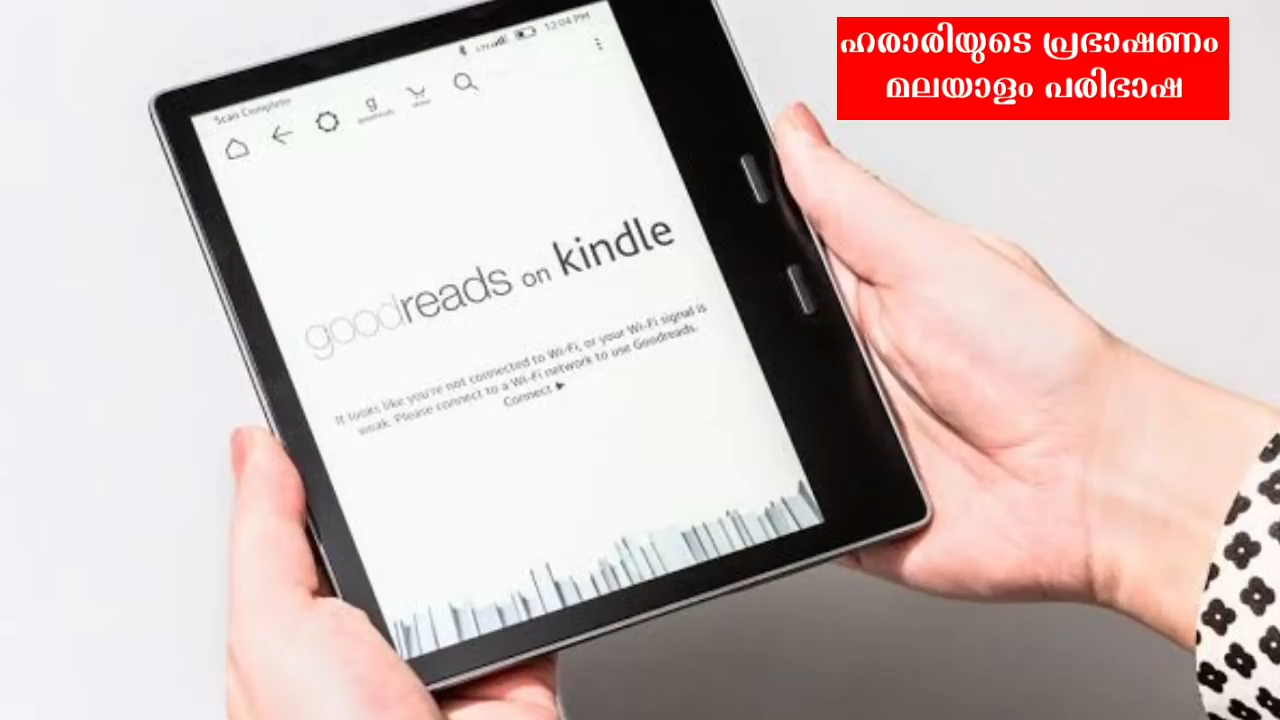 ഹരാരിയുടെ പ്രഭാഷണം
മലയാളം പരിഭാഷ
12:04 PM
Scan Complete
g
goodreads
goodreads on kindle
It looks like you're not connected to Wi-Fi, or your Wi-Fi signal is
weak. Please connect to a Wi-Fi network to use Goodreads.
Connect ▶